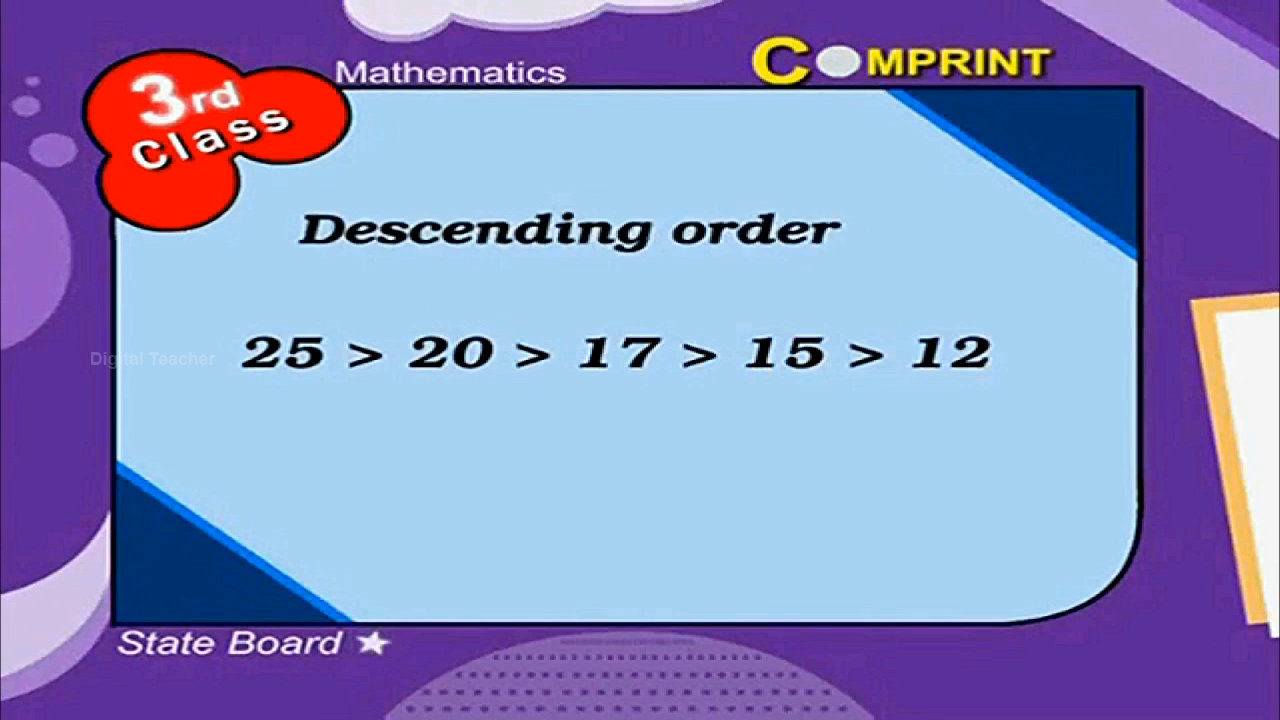 Mathematics
COMPRINT
3rd
Class
Descending order
25 > 20 > 17 > 15 > 12
Digital Teacher
State Board